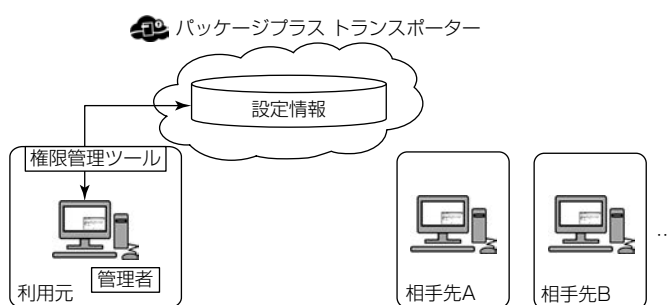 パッケージプラス トランスポーター
設定情報
権限管理ツール
管理者
利用元
相手先A
相手先B
…